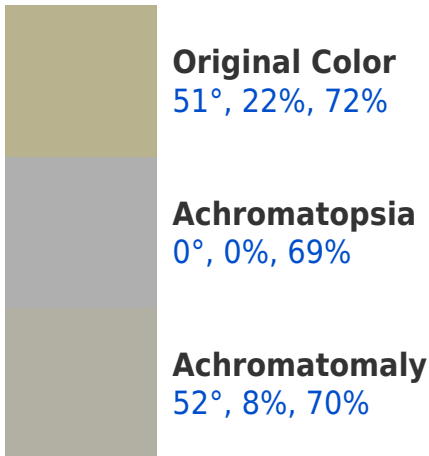 Original Color
51°, 22%, 72%
Achromatopsia
0°, 0%, 69%
Achromatomaly
52°, 8%, 70%